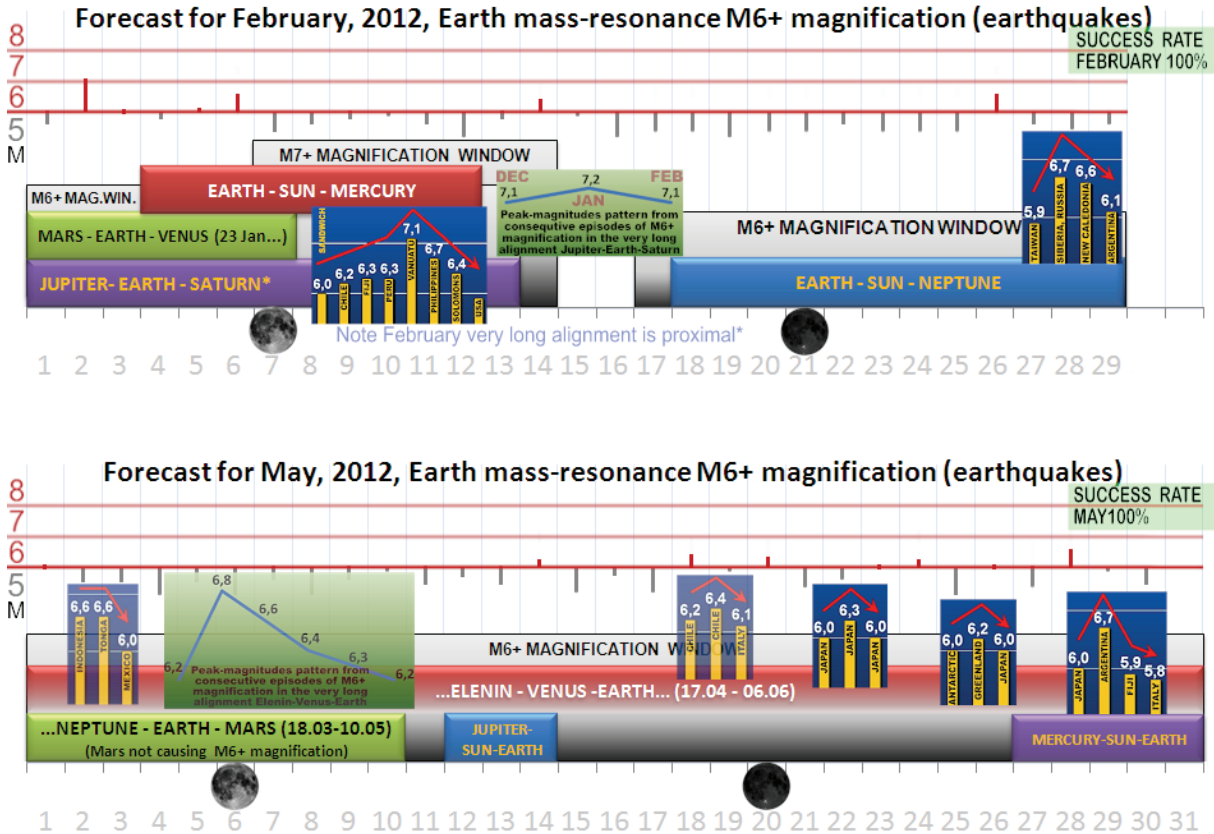 Forecast for February, 2012, Earth mass-resonance M6+ magnification (earthquakes)
SUCCESS RATE
FEBRUARY 100%
8
7
6
5
M
M7+ MAGNIFICATION WINDOW
EARTH - SUN - MERCURY
M6+ MAG.WIN.
MARS - EARTH - VENUS (23 Jan...)
JUPITER- EARTH - SATURN*
6,0 6,2 6,3 6,3 7,1 6,7 6,4
SANDWICH CHILE FIJI PERU VANUATU PHILIPPINES SOLOMONS USA
DEC JAN FEB
7,1 7,2 7,1
Peak-magnitudes pattern from
consequtive episodes of M6+
magnification in the very long
alignment Jupiter-Earth-Saturn
M6+ MAGNIFICATION WINDOW
EARTH - SUN - NEPTUNE
5,9 6,7 6,6 6,1
TAIWAN SIBERIA, RUSSIA NEW CALEDONIA ARGENTINA
Note February very long alignment is proximal*
1 2 3 4 5 6 7 8 9 10 11 12 13 14 15 16 17 18 19 20 21 22 23 24 25 26 27 28 29
Forecast for May, 2012, Earth mass-resonance M6+ magnification (earthquakes)
SUCCESS RATE
MAY100%
8
7
6
5
M
6,6 6,6 6,0
INDONESIA TONGA MEXICO
6,2 6,8 6,6 6,4 6,3 6,2
Peak-magnitudes pattern from
consecutive episodes of M6+
magnification in the very long
alignment Elenin-Venus-Earth
M6+ MAGNIFICATION WINDOW
6,2 6,4 6,1
CHILE CHILE ITALY
6,0 6,3 6,0
JAPAN JAPAN JAPAN
6,0 6,2 6,0
ANTARCTIC GREENLAND JAPAN
6,0 6,7 5,9 5,8
JAPAN ARGENTINA FIJI ITALY
...ELENIN - VENUS -EARTH... (17.04 - 06.06)
...NEPTUNE - EARTH - MARS (18.03-10.05)
(Mars not causing M6+ magnification)
JUPITER-
SUN-EARTH
MERCURY-SUN-EARTH
1 2 3 4 5 6 7 8 9 10 11 12 13 14 15 16 17 18 19 20 21 22 23 24 25 26 27 28 29 30 31